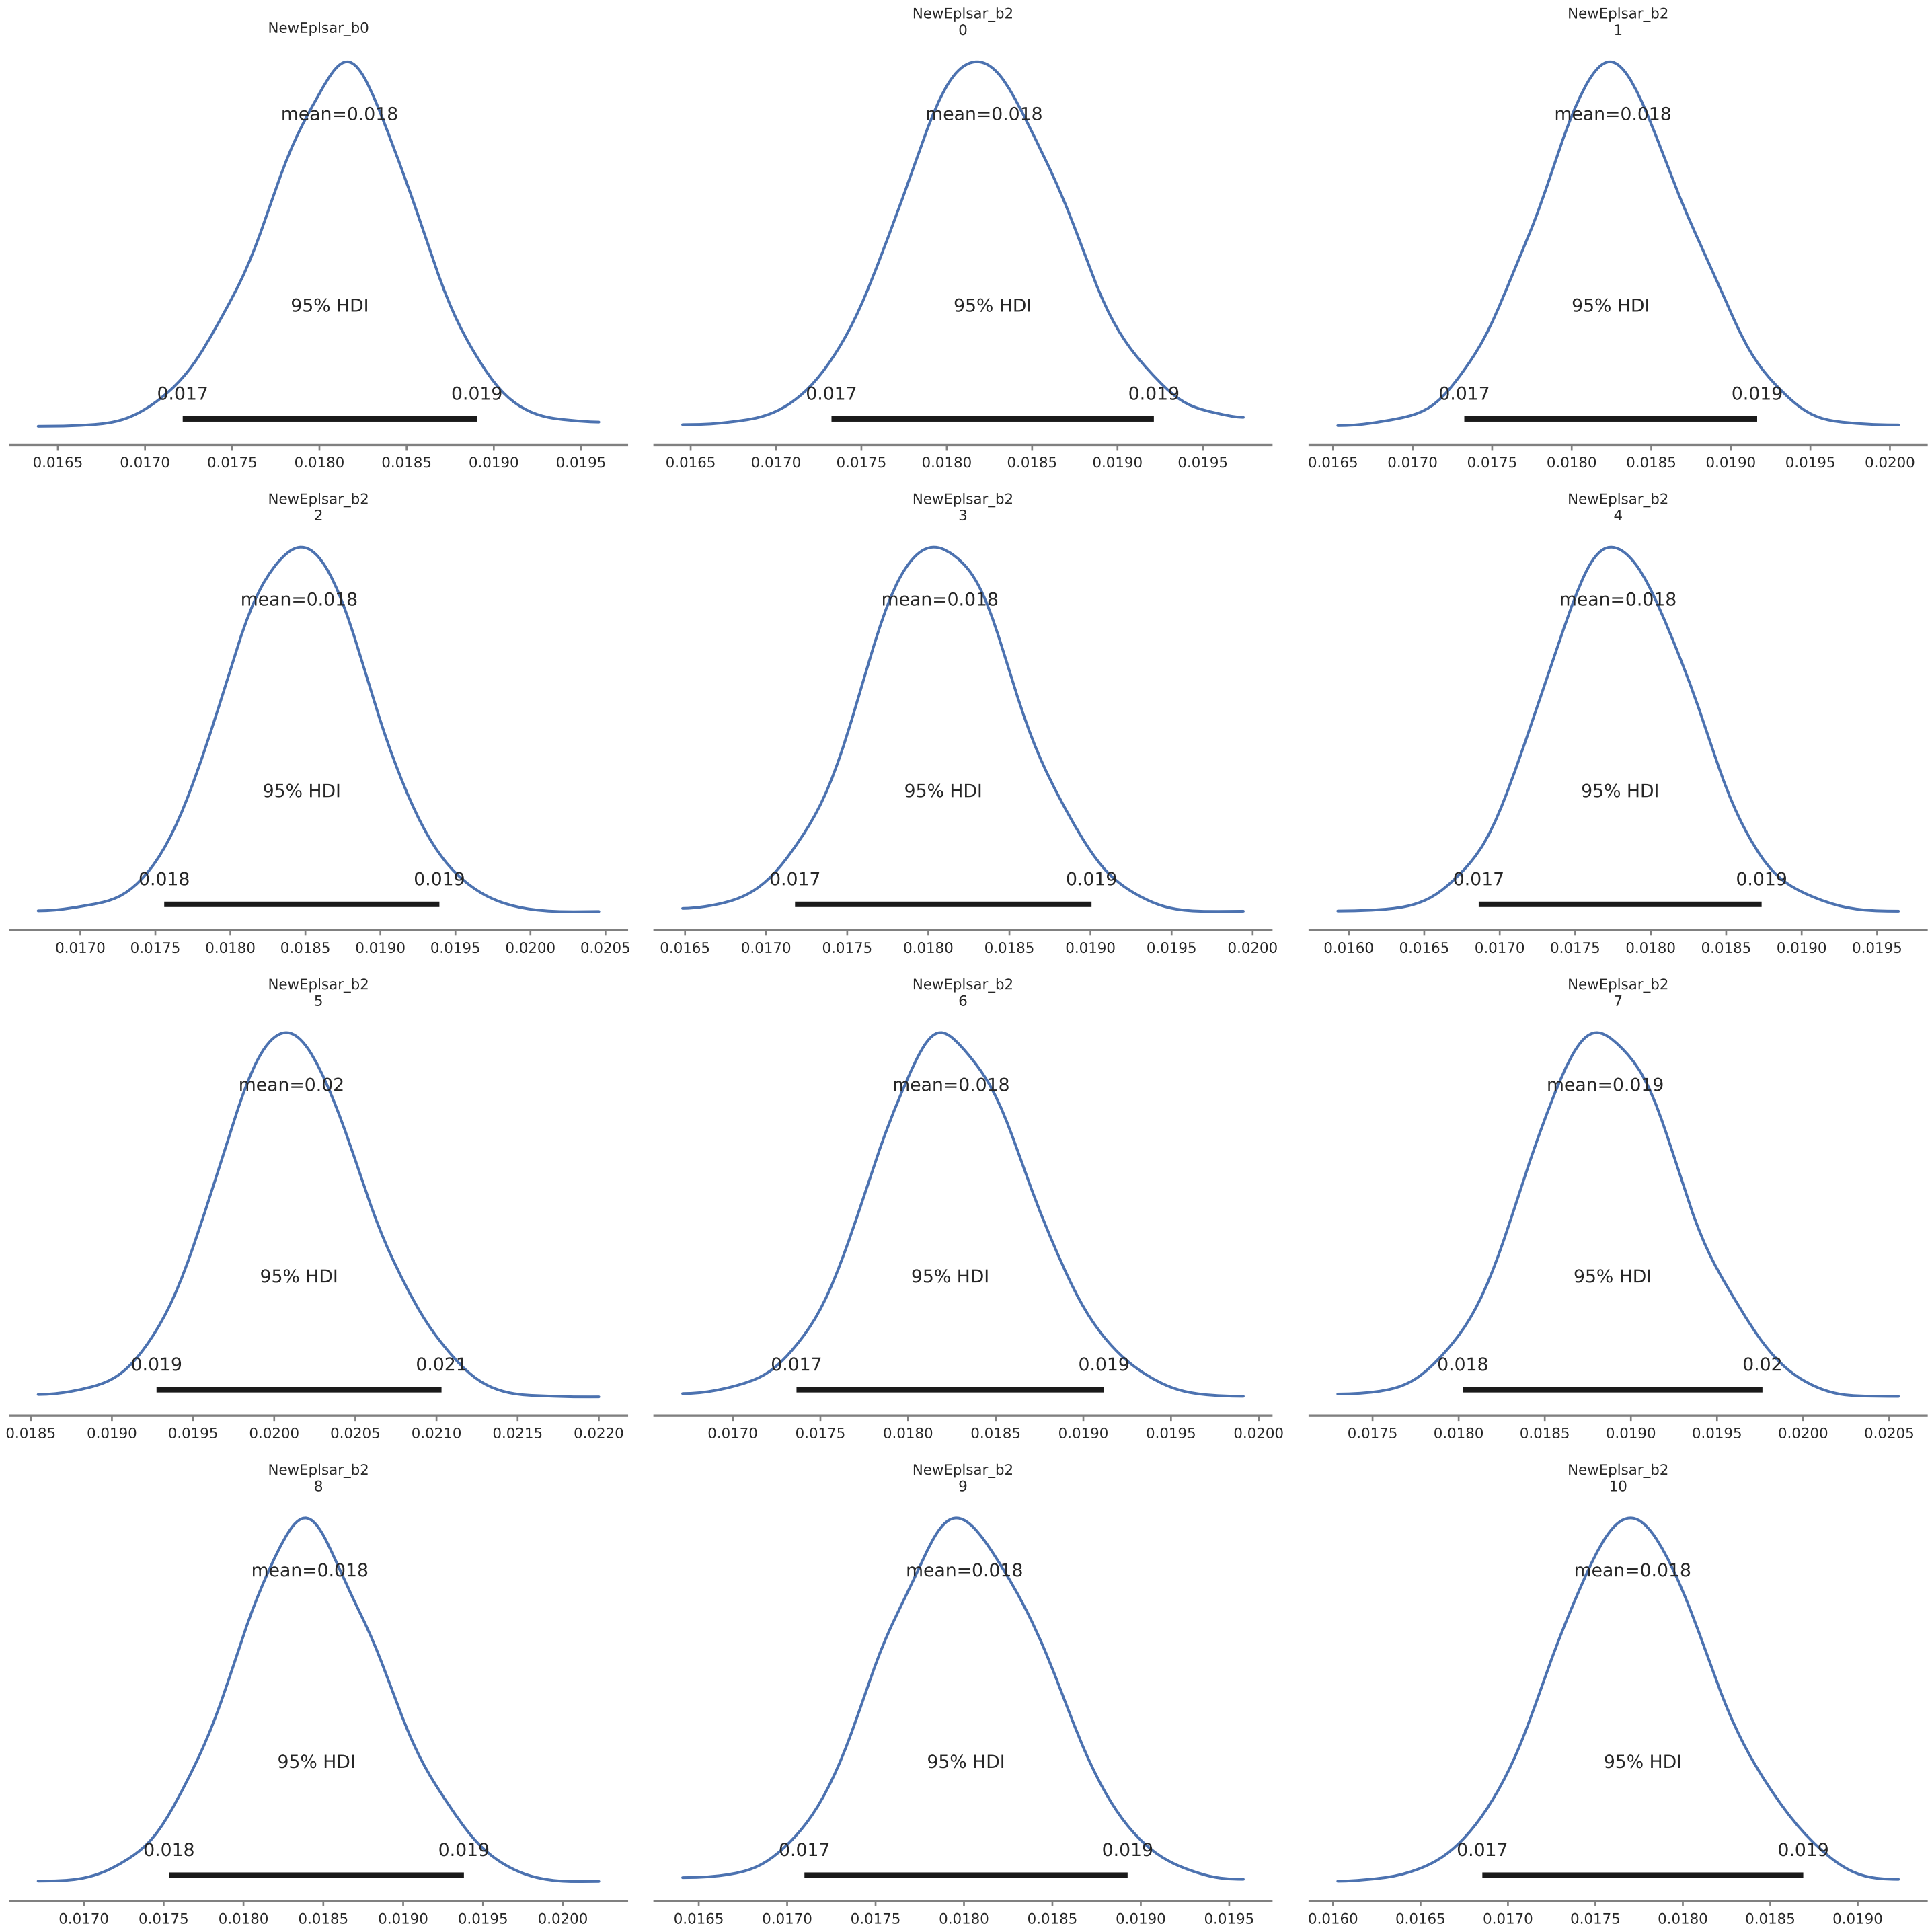 NewEplsar_b0
mean=0.018
95% HDI
0.017 0.019
0.0165 0.0170 0.0175 0.0180 0.0185 0.0190 0.0195
NewEplsar_b2
0
mean=0.018
95% HDI
0.017 0.019
0.0165 0.0170 0.0175 0.0180 0.0185 0.0190 0.0195
NewEplsar_b2
1
mean=0.018
95% HDI
0.017 0.019
0.0165 0.0170 0.0175 0.0180 0.0185 0.0190 0.0195 0.0200
NewEplsar_b2
2
mean=0.018
95% HDI
0.018 0.019
0.0170 0.0175 0.0180 0.0185 0.0190 0.0195 0.0200 0.0205
NewEplsar_b2
3
mean=0.018
95% HDI
0.017 0.019
0.0165 0.0170 0.0175 0.0180 0.0185 0.0190 0.0195 0.0200
NewEplsar_b2
4
mean=0.018
95% HDI
0.017 0.019
0.0160 0.0165 0.0170 0.0175 0.0180 0.0185 0.0190 0.0195
NewEplsar_b2
5
mean=0.02
95% HDI
0.019 0.021
0.0185 0.0190 0.0195 0.0200 0.0205 0.0210 0.0215 0.0220
NewEplsar_b2
6
mean=0.018
95% HDI
0.017 0.019
0.0170 0.0175 0.0180 0.0185 0.0190 0.0195 0.0200
NewEplsar_b2
7
mean=0.019
95% HDI
0.018 0.02
0.0175 0.0180 0.0185 0.0190 0.0195 0.0200 0.0205
NewEplsar_b2
8
mean=0.018
95% HDI
0.018 0.019
0.0170 0.0175 0.0180 0.0185 0.0190 0.0195 0.0200
NewEplsar_b2
9
mean=0.018
95% HDI
0.017 0.019
0.0165 0.0170 0.0175 0.0180 0.0185 0.0190 0.0195
NewEplsar_b2
10
mean=0.018
95% HDI
0.017 0.019
0.0160 0.0165 0.0170 0.0175 0.0180 0.0185 0.0190